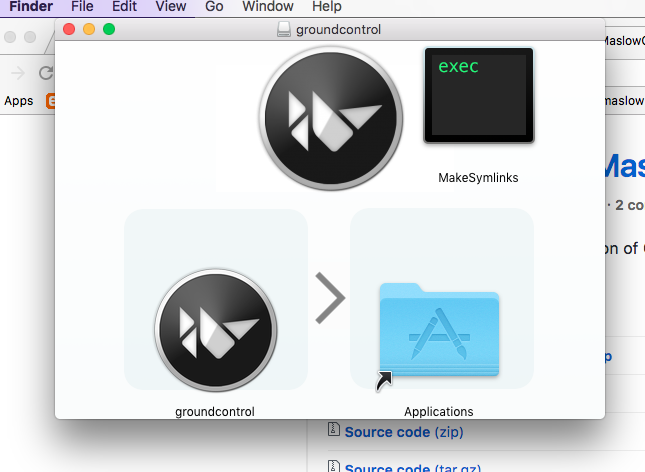 Finder File Edit View Go Window Help
groundcontrol
MaslowC
Apps
maslow
exec
MakeSymlinks
Mas
· 2 co
on of
groundcontrol
Applications
p
Source code (zip)
Source code (tar.gz)